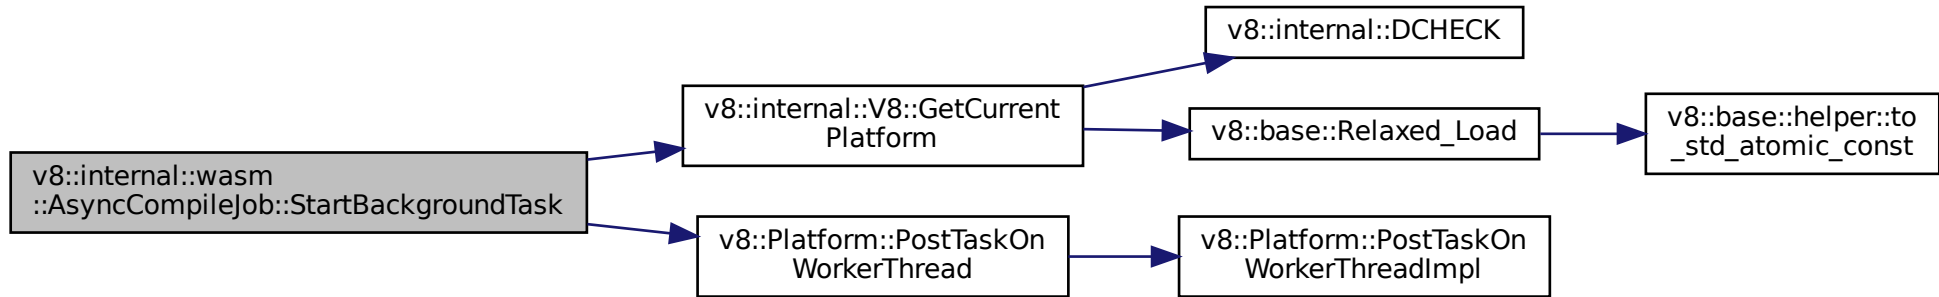 v8::internal::wasm
::AsyncCompileJob::StartBackgroundTask
v8::internal::V8::GetCurrent
Platform
v8::internal::DCHECK
v8::base::Relaxed_Load
v8::base::helper::to
_std_atomic_const
v8::Platform::PostTaskOn
WorkerThread
v8::Platform::PostTaskOn
WorkerThreadImpl